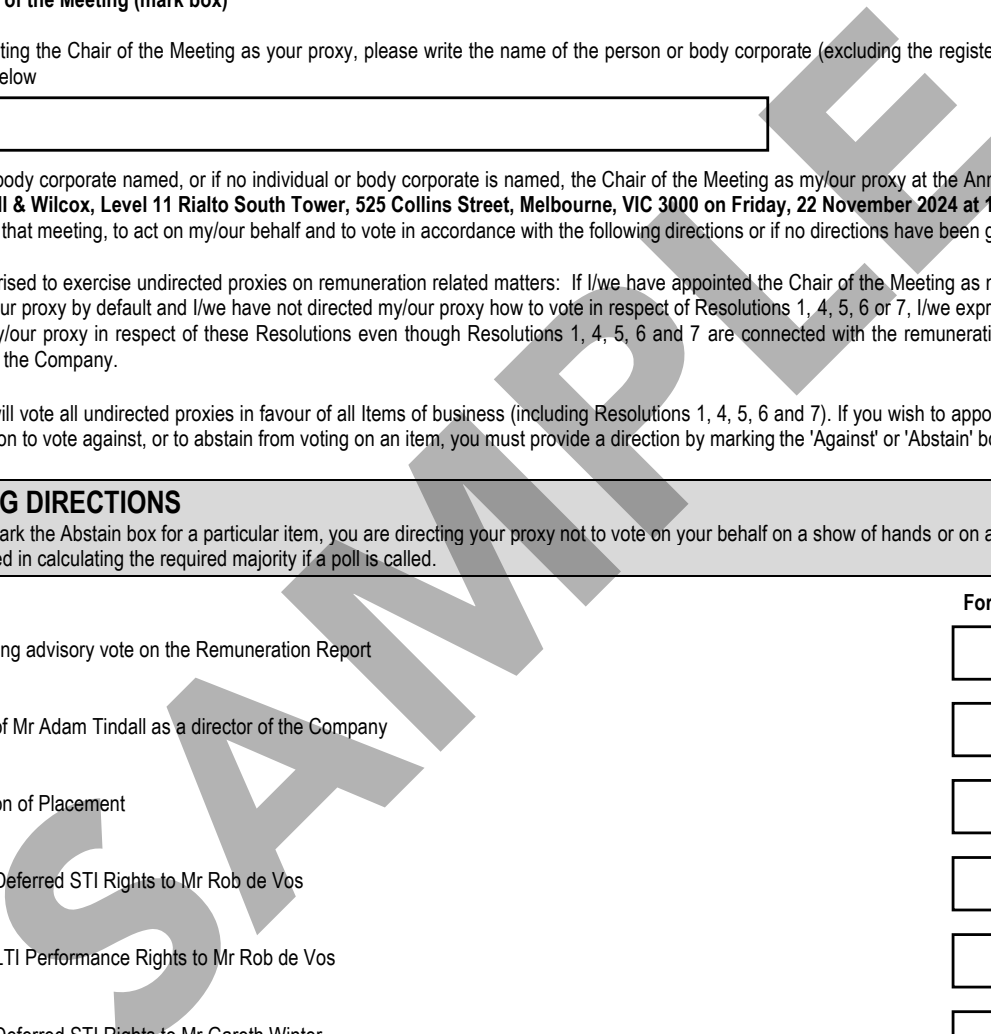 of the Meeting (mark box)
ting the Chair of the Meeting as your proxy, please write the name of the person or body corporate (excluding the registe
elow
body corporate named, or if no individual or body corporate is named, the Chair of the Meeting as my/our proxy at the Ann
ll & Wilcox, Level 11 Rialto South Tower, 525 Collins Street, Melbourne, VIC 3000 on Friday, 22 November 2024 at 1
that meeting, to act on my/our behalf and to vote in accordance with the following directions or if no directions have been g
rised to exercise undirected proxies on remuneration related matters: If I/we have appointed the Chair of the Meeting as m
ur proxy by default and I/we have not directed my/our proxy how to vote in respect of Resolutions 1, 4, 5, 6 or 7, I/we expr
y/our proxy in respect of these Resolutions even though Resolutions 1, 4, 5, 6 and 7 are connected with the remunerati
the Company.
ill vote all undirected proxies in favour of all Items of business (including Resolutions 1, 4, 5, 6 and 7). If you wish to appo
on to vote against, or to abstain from voting on an item, you must provide a direction by marking the 'Against' or 'Abstain' bo
G DIRECTIONS
ark the Abstain box for a particular item, you are directing your proxy not to vote on your behalf on a show of hands or on a
ed in calculating the required majority if a poll is called.
For
ng advisory vote on the Remuneration Report
of Mr Adam Tindall as a director of the Company
on of Placement
Deferred STI Rights to Mr Rob de Vos
LTI Performance Rights to Mr Rob de Vos
Deferred STI Rights to Mr Gareth Winter
SAMPLE